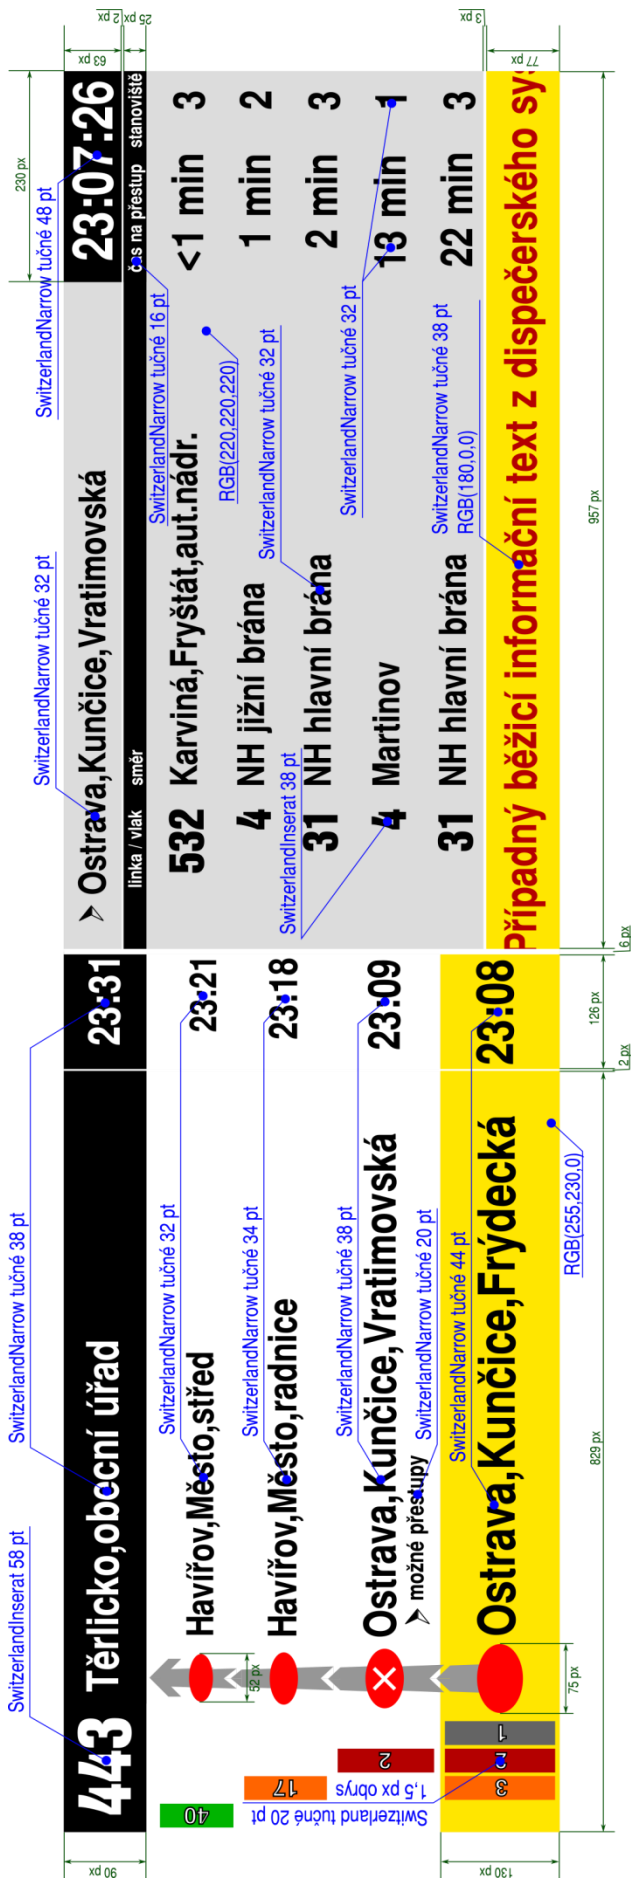 SwitzerlandInserat 58 pt
SwitzerlandNarrow tučné 38 pt
443 Těrlicko,obecní úřad 23:31
90 px
SwitzerlandNarrow tučné 32 pt
40 Havířov,Město,střed 23:21
52 px
SwitzerlandNarrow tučné 34 pt
17 Havířov,Město,radnice 23:18
SwitzerlandNarrow tučné 38 pt
2 Ostrava,Kunčice,Vratimovská 23:09
možné přestupy
SwitzerlandNarrow tučné 20 pt
Switzerland tučné 20 pt
1,5 px obrys
SwitzerlandNarrow tučné 44 pt
3 2 1 Ostrava,Kunčice,Frýdecká 23:08
130 px
75 px
RGB(255,230,0)
829 px
2 px
126 px
6 px
SwitzerlandNarrow tučné 32 pt
SwitzerlandNarrow tučné 48 pt
230 px
63 px
2 px
25 px
Ostrava,Kunčice,Vratimovská 23:07:26
linka / vlak směr čas na přestup stanoviště
SwitzerlandNarrow tučné 16 pt
532 Karviná,Fryštát,aut.nádr. <1 min 3
RGB(220,220,220)
4 NH jižní brána 1 min 2
SwitzerlandNarrow tučné 32 pt
SwitzerlandInserat 38 pt
31 NH hlavní brána 2 min 3
SwitzerlandNarrow tučné 32 pt
4 Martinov 13 min 1
31 NH hlavní brána 22 min 3
SwitzerlandNarrow tučné 38 pt
RGB(180,0,0)
Případný běžící informační text z dispečerského sys
3 px
77 px
957 px